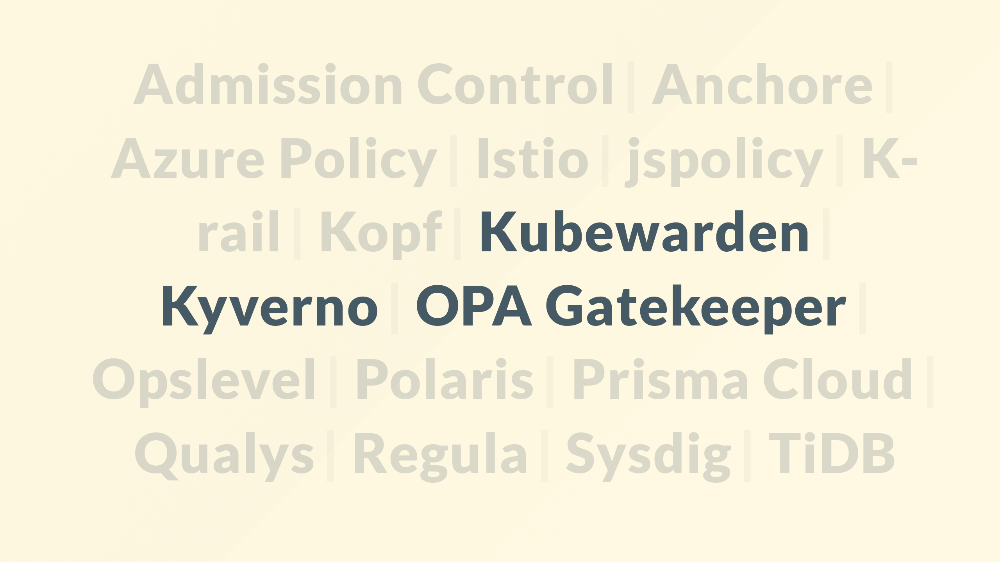 Admission Control | Anchore |
Azure Policy | Istio | jspolicy | K-
rail | Kopf | Kubewarden |
Kyverno | OPA Gatekeeper |
Opslevel | Polaris | Prisma Cloud |
Qualys | Regula | Sysdig | TiDB